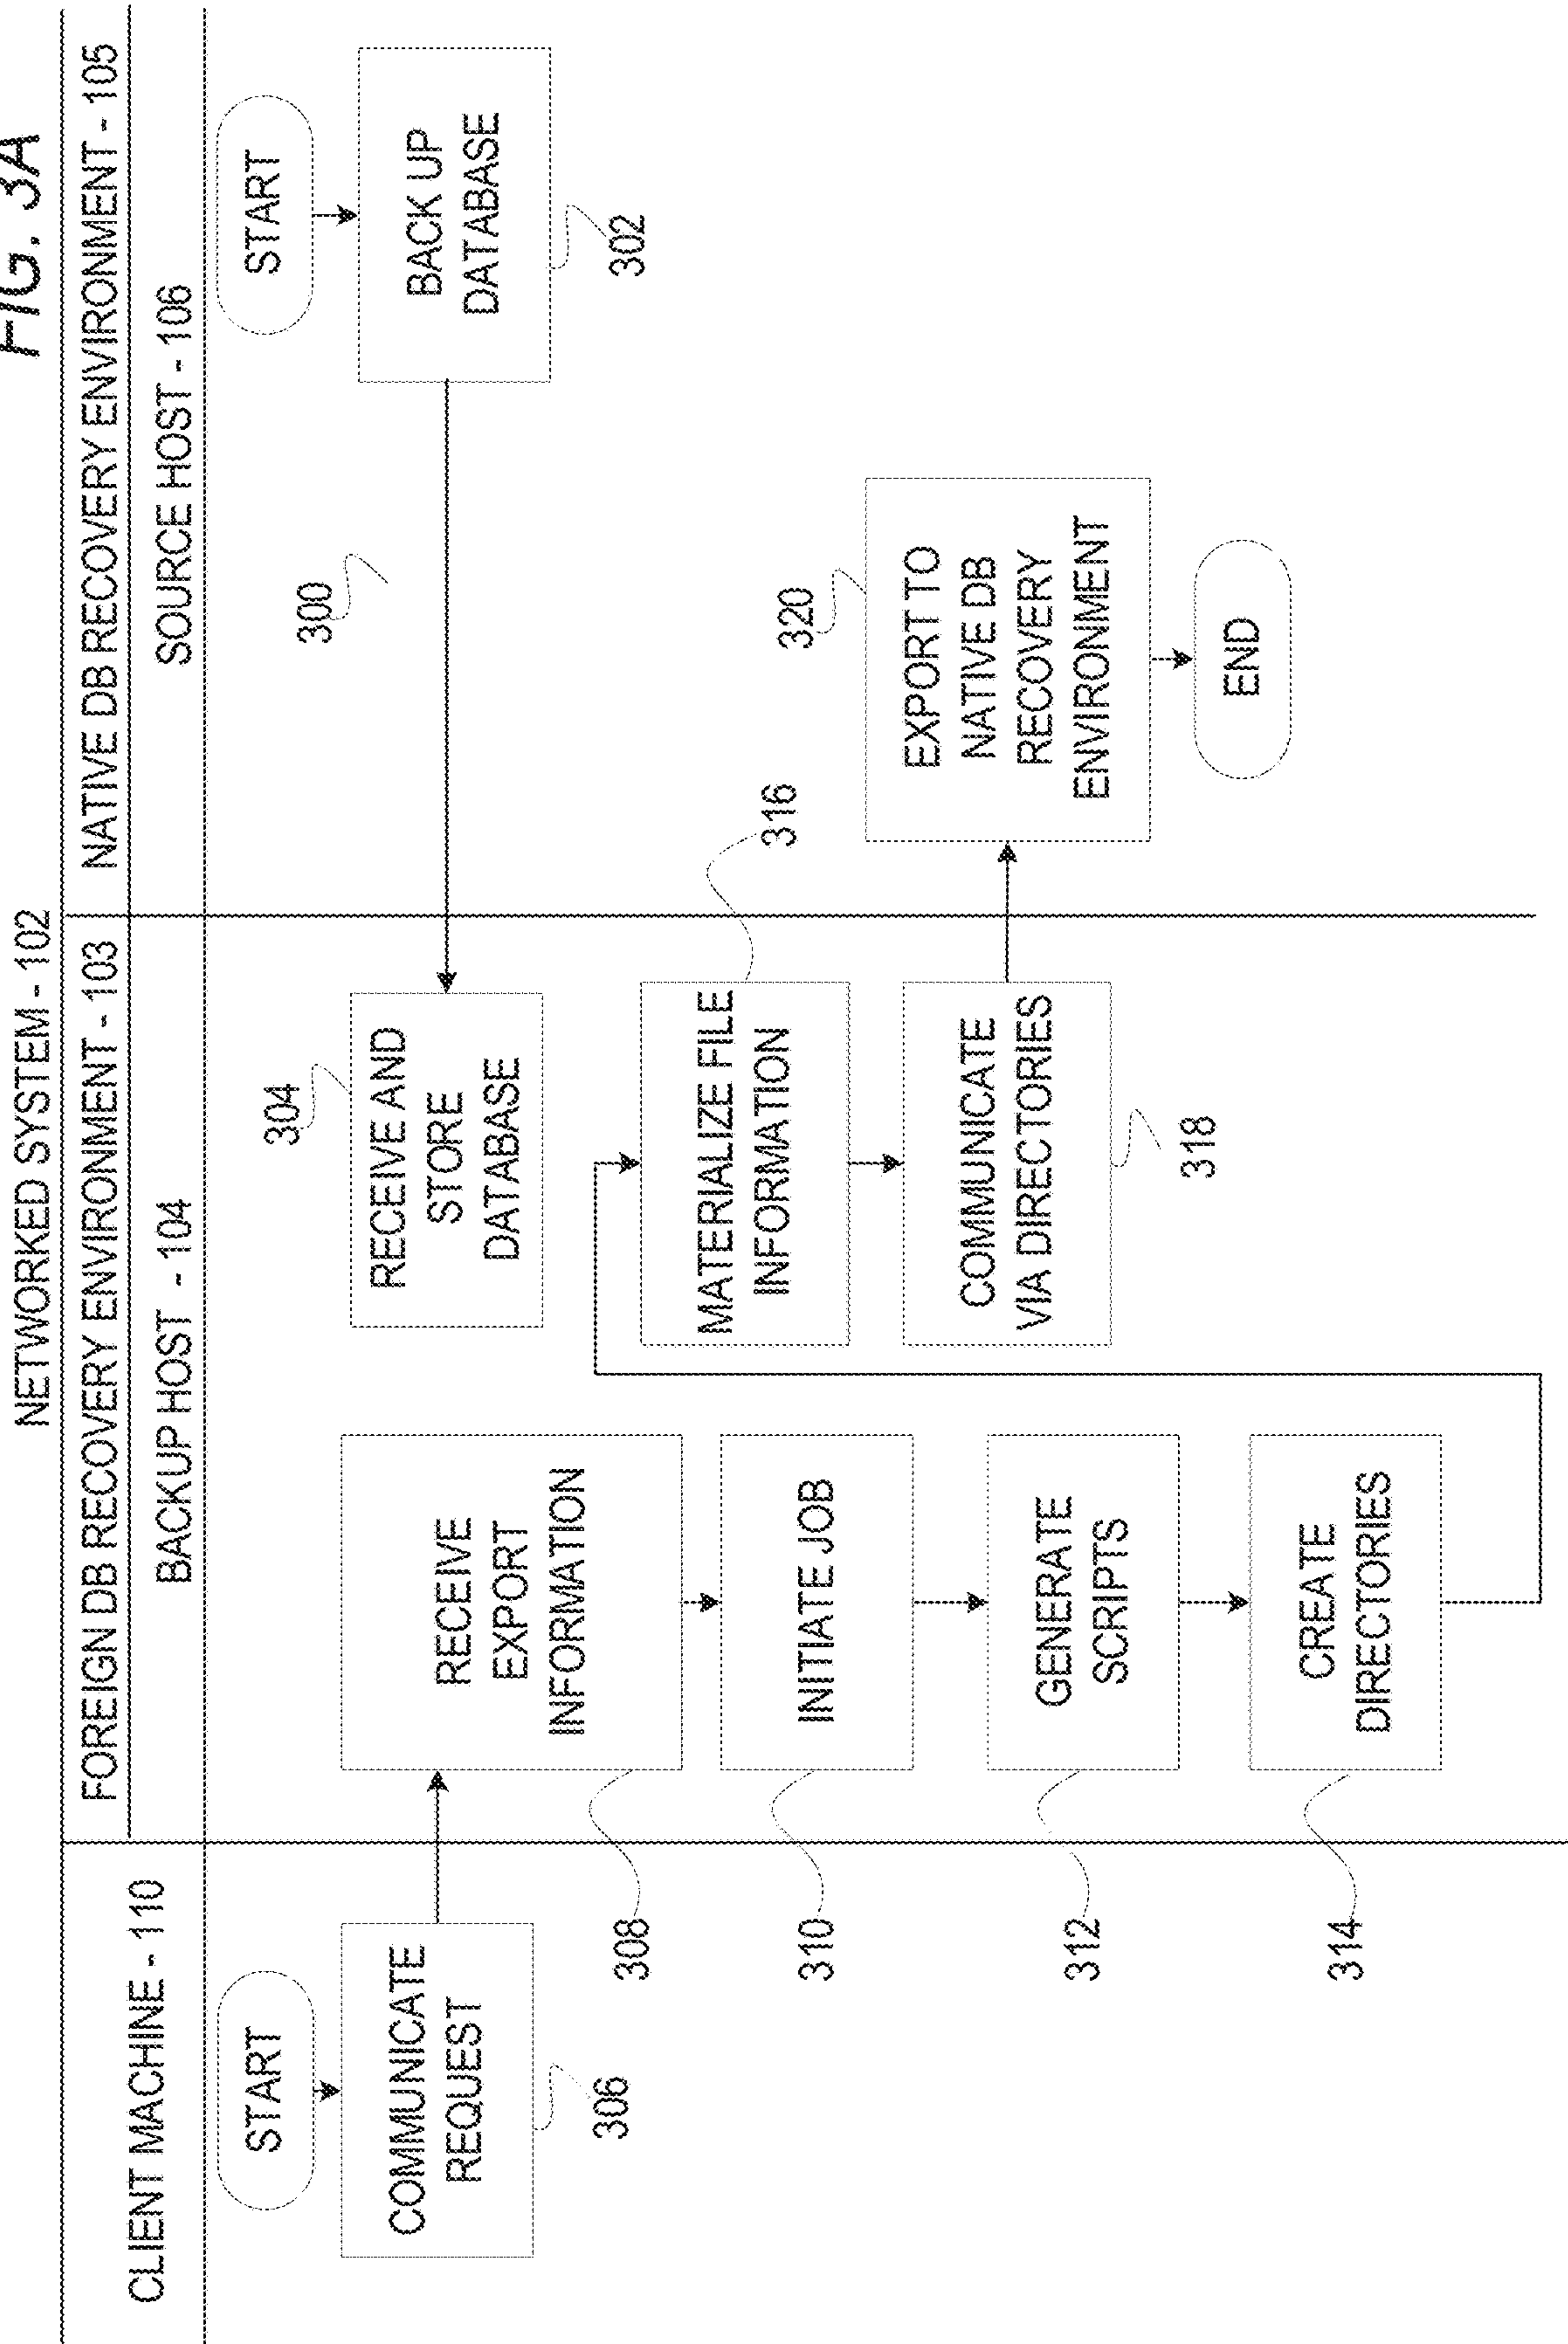 FIG. 3A
NETWORKED SYSTEM - 102
CLIENT MACHINE - 110
FOREIGN DB RECOVERY ENVIRONMENT - 103
NATIVE DB RECOVERY ENVIRONMENT - 105
BACKUP HOST - 104
SOURCE HOST - 106
START
COMMUNICATE
REQUEST
306
RECEIVE
EXPORT
INFORMATION
308
INITIATE JOB
310
GENERATE
SCRIPTS
312
CREATE
DIRECTORIES
314
304
RECEIVE AND
STORE
DATABASE
MATERIALIZE FILE
INFORMATION
316
COMMUNICATE
VIA DIRECTORIES
318
START
BACK UP
DATABASE
302
300
320
EXPORT TO
NATIVE DB
RECOVERY
ENVIRONMENT
END